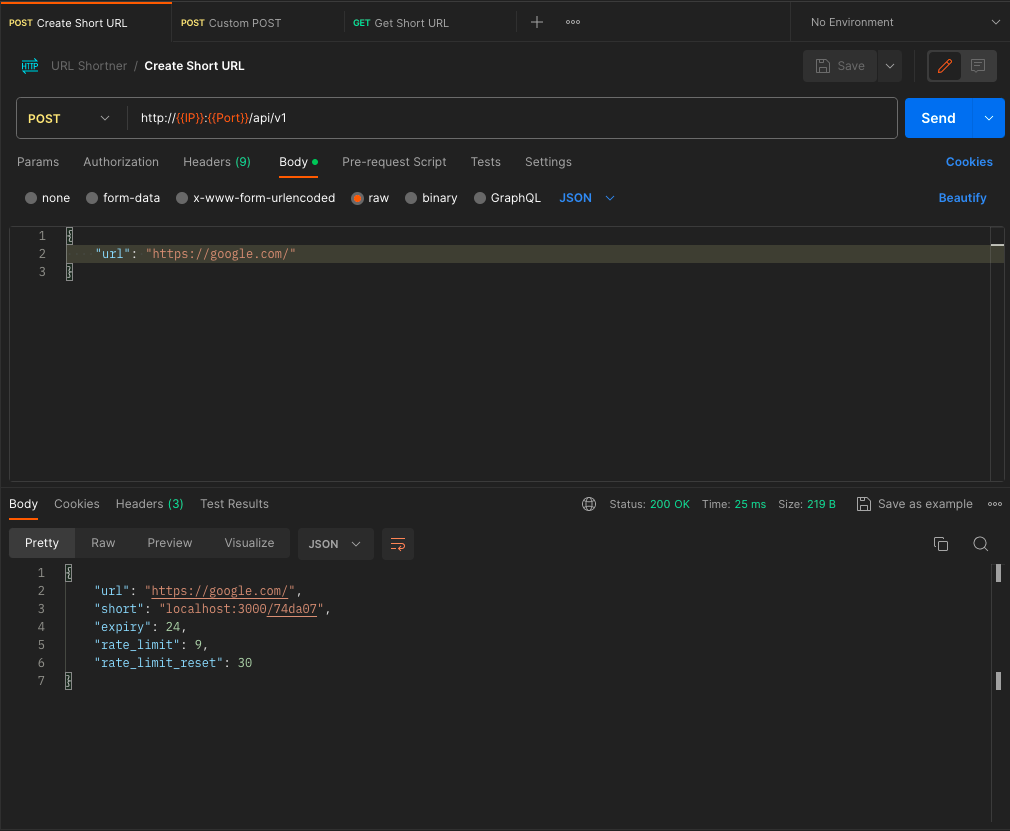 POST Create Short URL POST Custom POST GET Get Short URL No Environment
HTTP URL Shortner / Create Short URL Save
POST http://{{IP}}:{{Port}}/api/v1 Send
Params Authorization Headers (9) Body Pre-request Script Tests Settings Cookies
none form-data x-www-form-urlencoded raw binary GraphQL JSON Beautify
1 {
2 "url": "https://google.com/"
3 }
Body Cookies Headers (3) Test Results Status: 200 OK Time: 25 ms Size: 219 B Save as example
Pretty Raw Preview Visualize JSON
1 {
2 "url": "https://google.com/",
3 "short": "localhost:3000/74da07",
4 "expiry": 24,
5 "rate_limit": 9,
6 "rate_limit_reset": 30
7 }